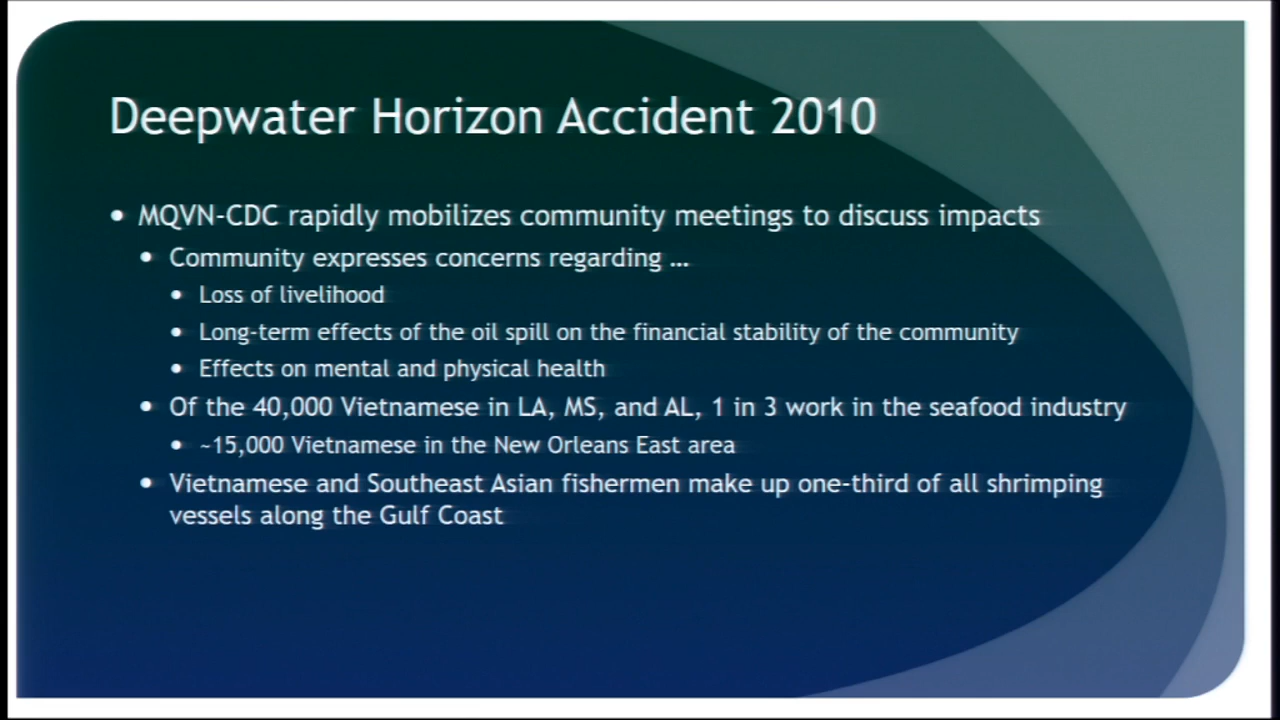 Deepwater Horizon Accident 2010
• MQVN-CDC rapidly mobilizes community meetings to discuss impacts
• Community expresses concerns regarding …
• Loss of livelihood
• Long-term effects of the oil spill on the financial stability of the community
• Effects on mental and physical health
• Of the 40,000 Vietnamese in LA, MS, and AL, 1 in 3 work in the seafood industry
• ~15,000 Vietnamese in the New Orleans East area
• Vietnamese and Southeast Asian fishermen make up one-third of all shrimping
vessels along the Gulf Coast